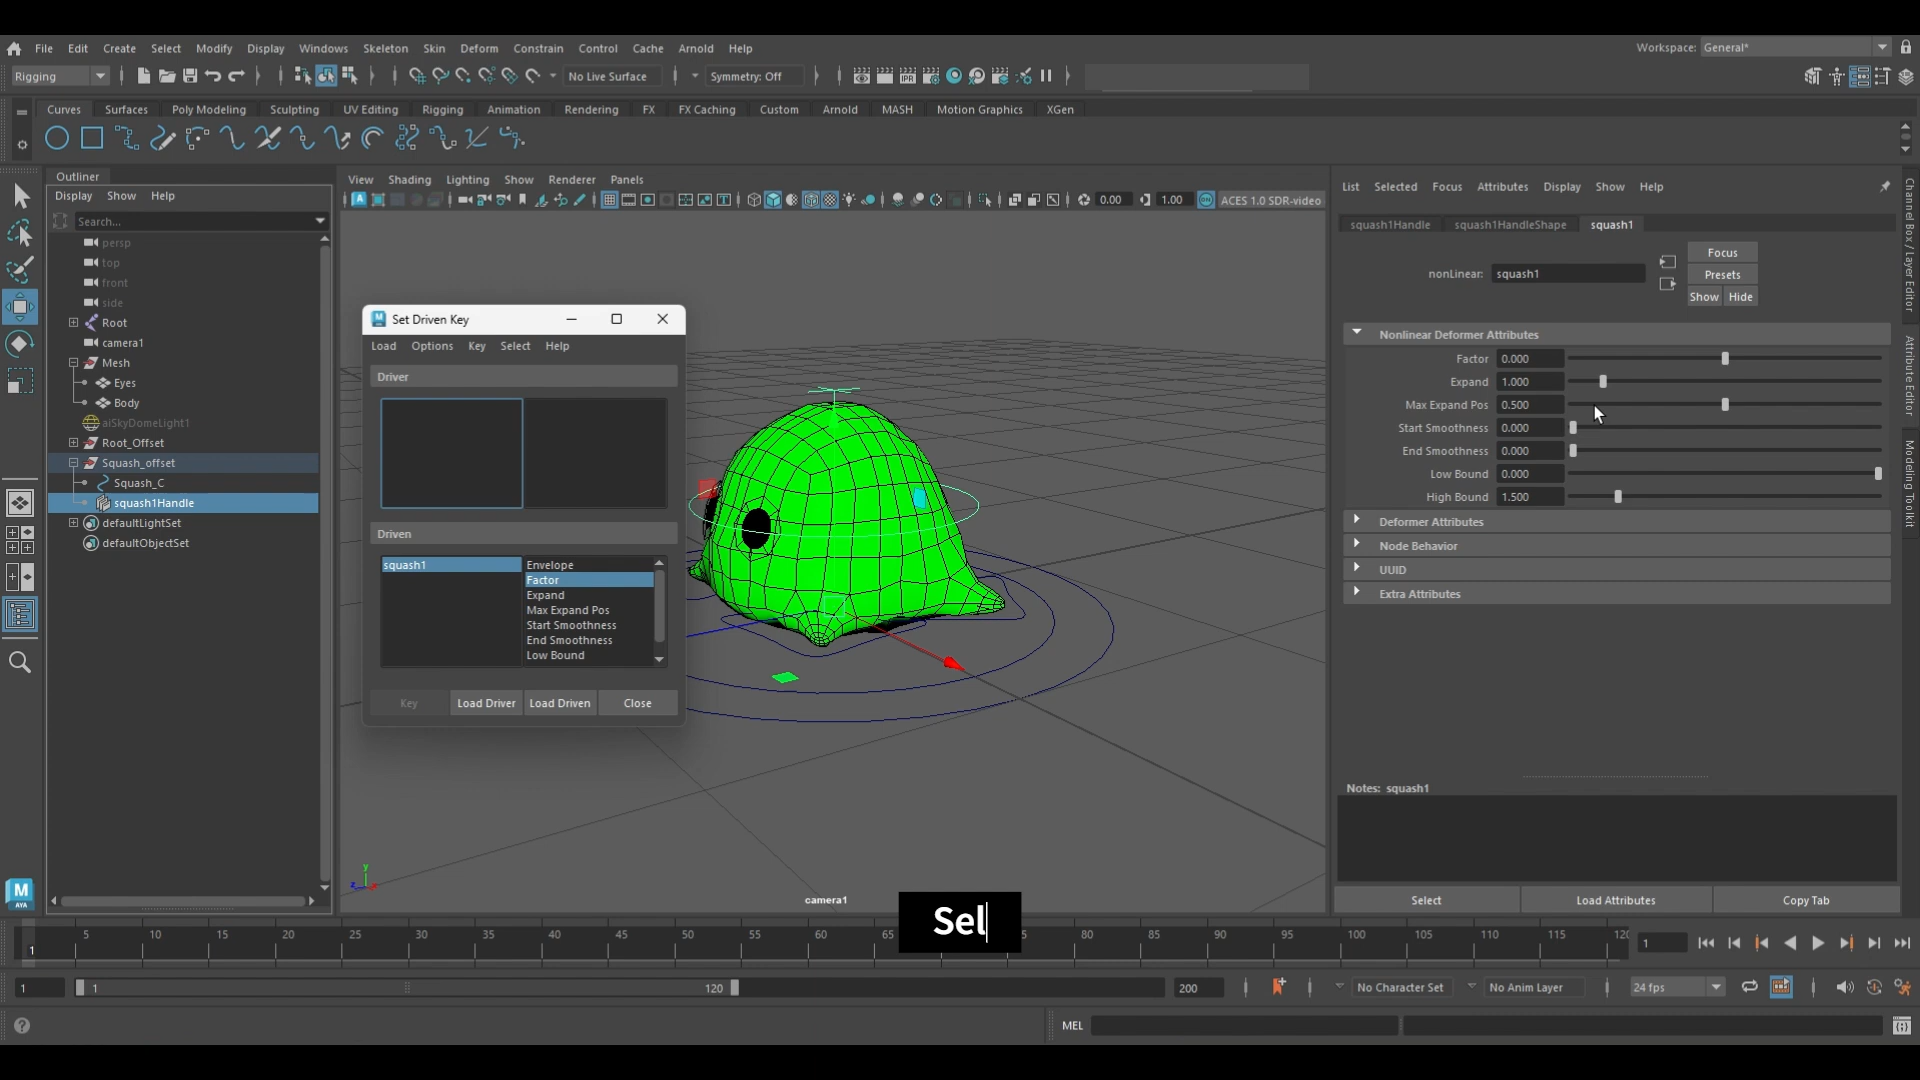 File Edit Create Select Modify Display Windows Skeleton Skin Deform Constrain Control Cache Arnold Help
Workspace: General*
Rigging
No Live Surface
Symmetry: Off
Curves Surfaces Poly Modeling Sculpting UV Editing Rigging Animation Rendering FX FX Caching Custom Arnold MASH Motion Graphics XGen
Outliner
Display Show Help
Search...
persp
top
front
side
Root
camera1
Mesh
Eyes
Body
aiSkyDomeLight1
Root_Offset
Squash_offset
Squash_C
squash1Handle
defaultLightSet
defaultObjectSet
View Shading Lighting Show Renderer Panels
0.00 1.00 ACES 1.0 SDR-video
Set Driven Key
Load Options Key Select Help
Driver
Driven
squash1
Envelope
Factor
Expand
Max Expand Pos
Start Smoothness
End Smoothness
Low Bound
Key Load Driver Load Driven Close
y
z
camera1
List Selected Focus Attributes Display Show Help
squash1Handle squash1HandleShape squash1
nonLinear: squash1
Focus
Presets
Show Hide
Nonlinear Deformer Attributes
Factor 0.000
Expand 1.000
Max Expand Pos 0.500
Start Smoothness 0.000
End Smoothness 0.000
Low Bound 0.000
High Bound 1.500
Deformer Attributes
Node Behavior
UUID
Extra Attributes
Notes: squash1
Select Load Attributes Copy Tab
Channel Box / Layer Editor
Attribute Editor
Modeling Toolkit
M
AYA
Sel
1 5 10 15 20 25 30 35 40 45 50 55 60 65 80 85 90 95 100 105 110 115 120
1
1 1 120 200
No Character Set
No Anim Layer
24 fps
MEL